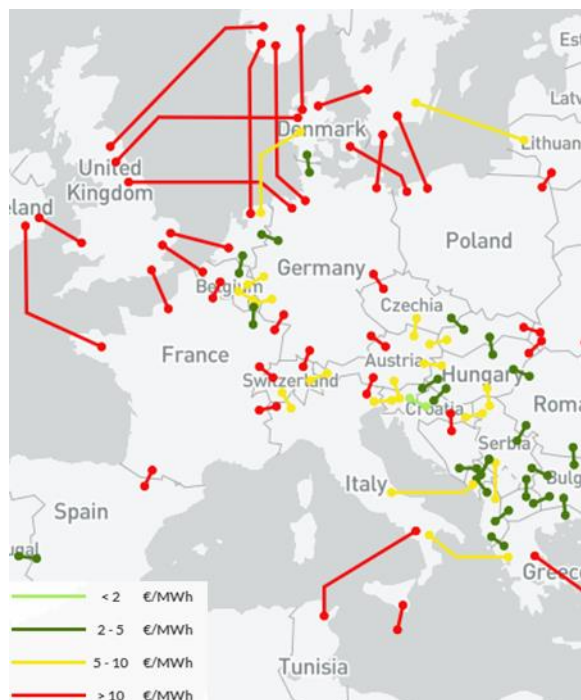 Est
Latv
Denmark
Lithuan
United
Kingdom
eland
Poland
Germany
Belgium
Czechia
France
Austria
Hungary
Switzerland
Croatia
Roma
Serbia
Italy
Bulg
Spain
ugal
Greece
Tunisia
< 2 €/MWh
2 - 5 €/MWh
5 - 10 €/MWh
> 10 €/MWh